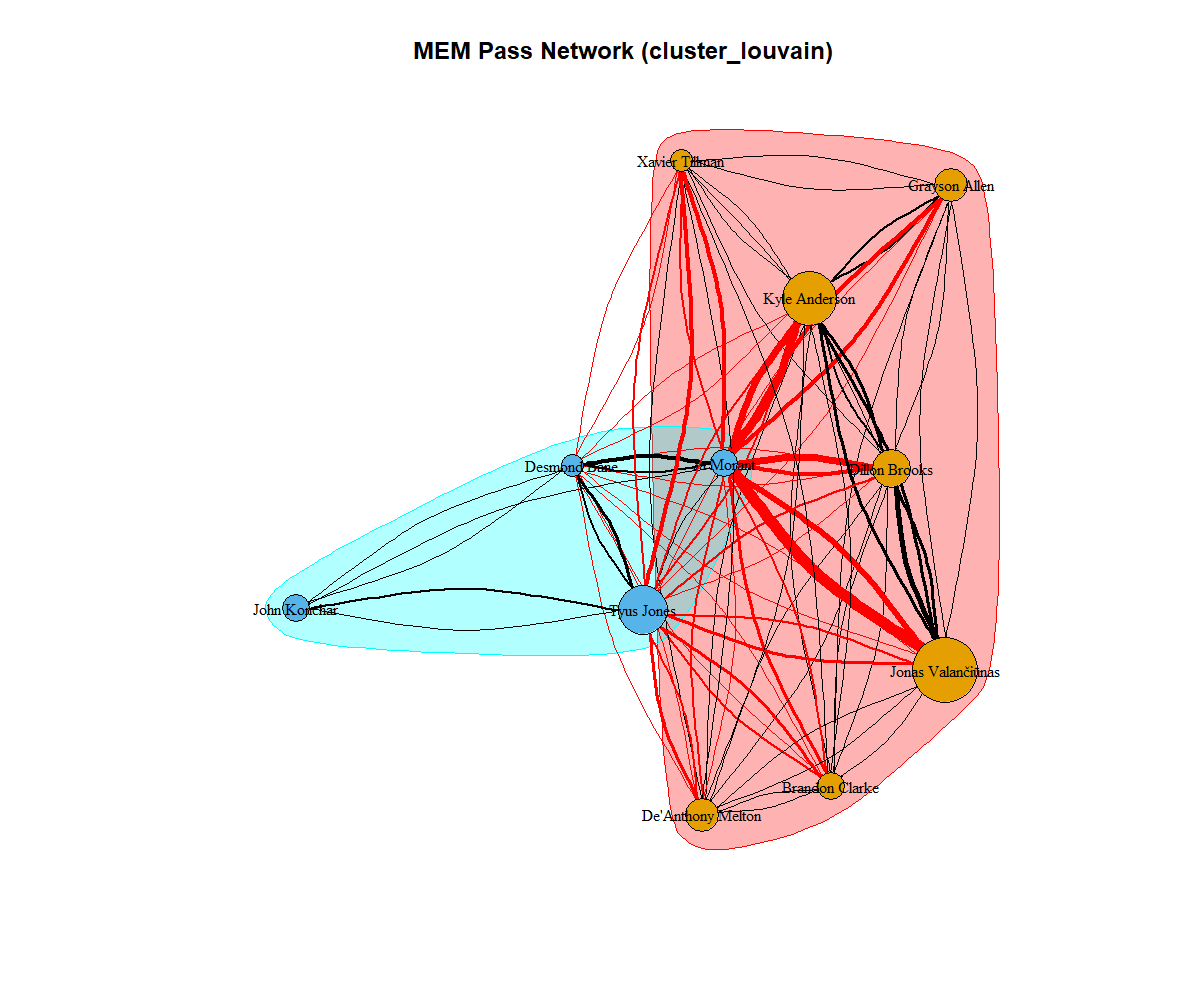 MEM Pass Network (cluster_louvain)
Xavier Tillman
Grayson Allen
Kyle Anderson
Desmond Bane
Ja Morant
Dillon Brooks
John Konchar
Tyus Jones
Jonas Valančiūnas
Brandon Clarke
De'Anthony Melton